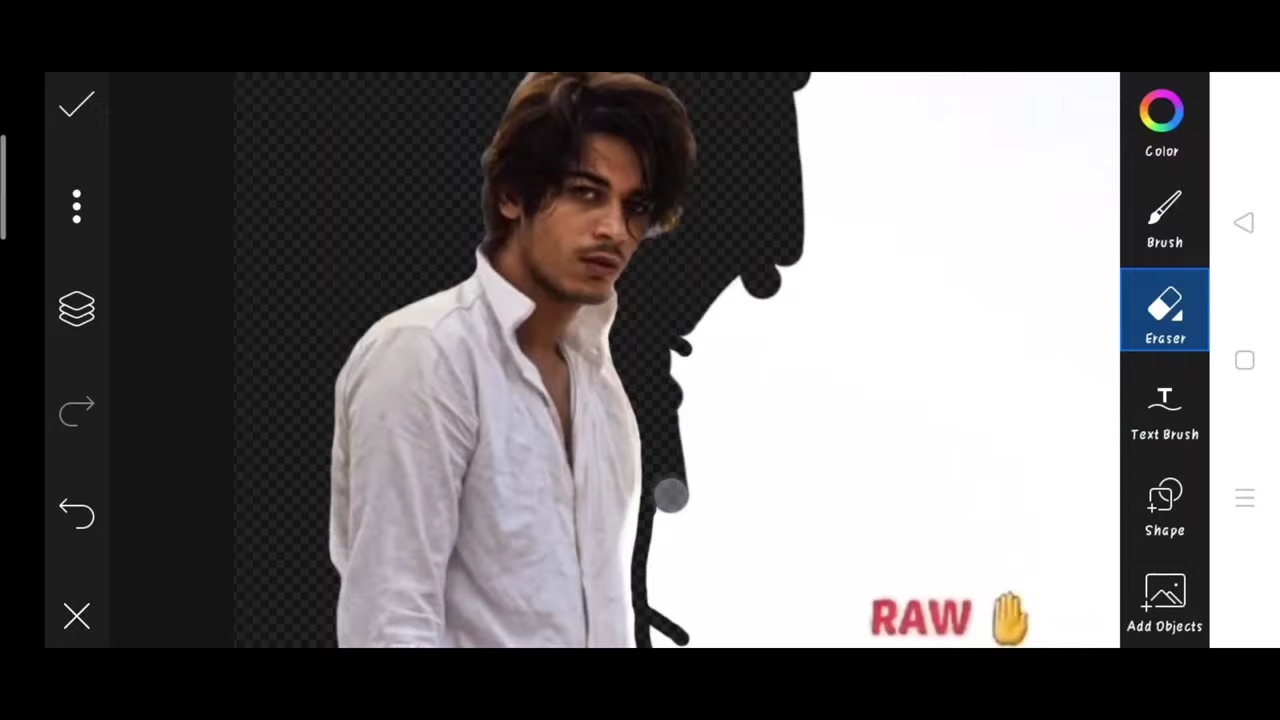 Color
Brush
Eraser
Text Brush
Shape
Add Objects
RAW 🤚